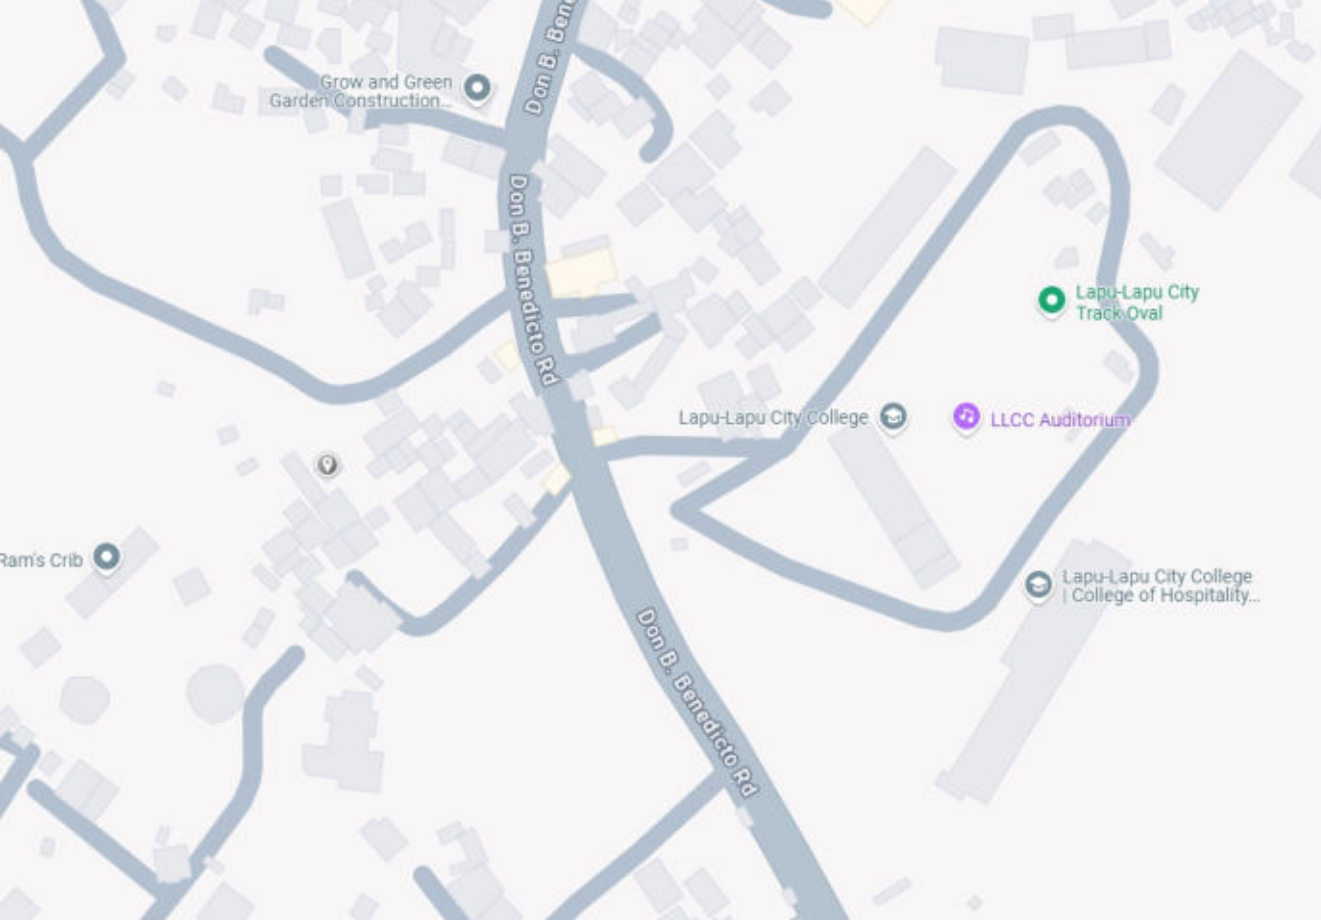 Don B. Bene
Grow and Green
Garden Construction...
Don B. Benedicto Rd
Lapu-Lapu City
Track Oval
Lapu-Lapu City College
LLCC Auditorium
Ram's Crib
Lapu-Lapu City College
| College of Hospitality...
Don B. Benedicto Rd